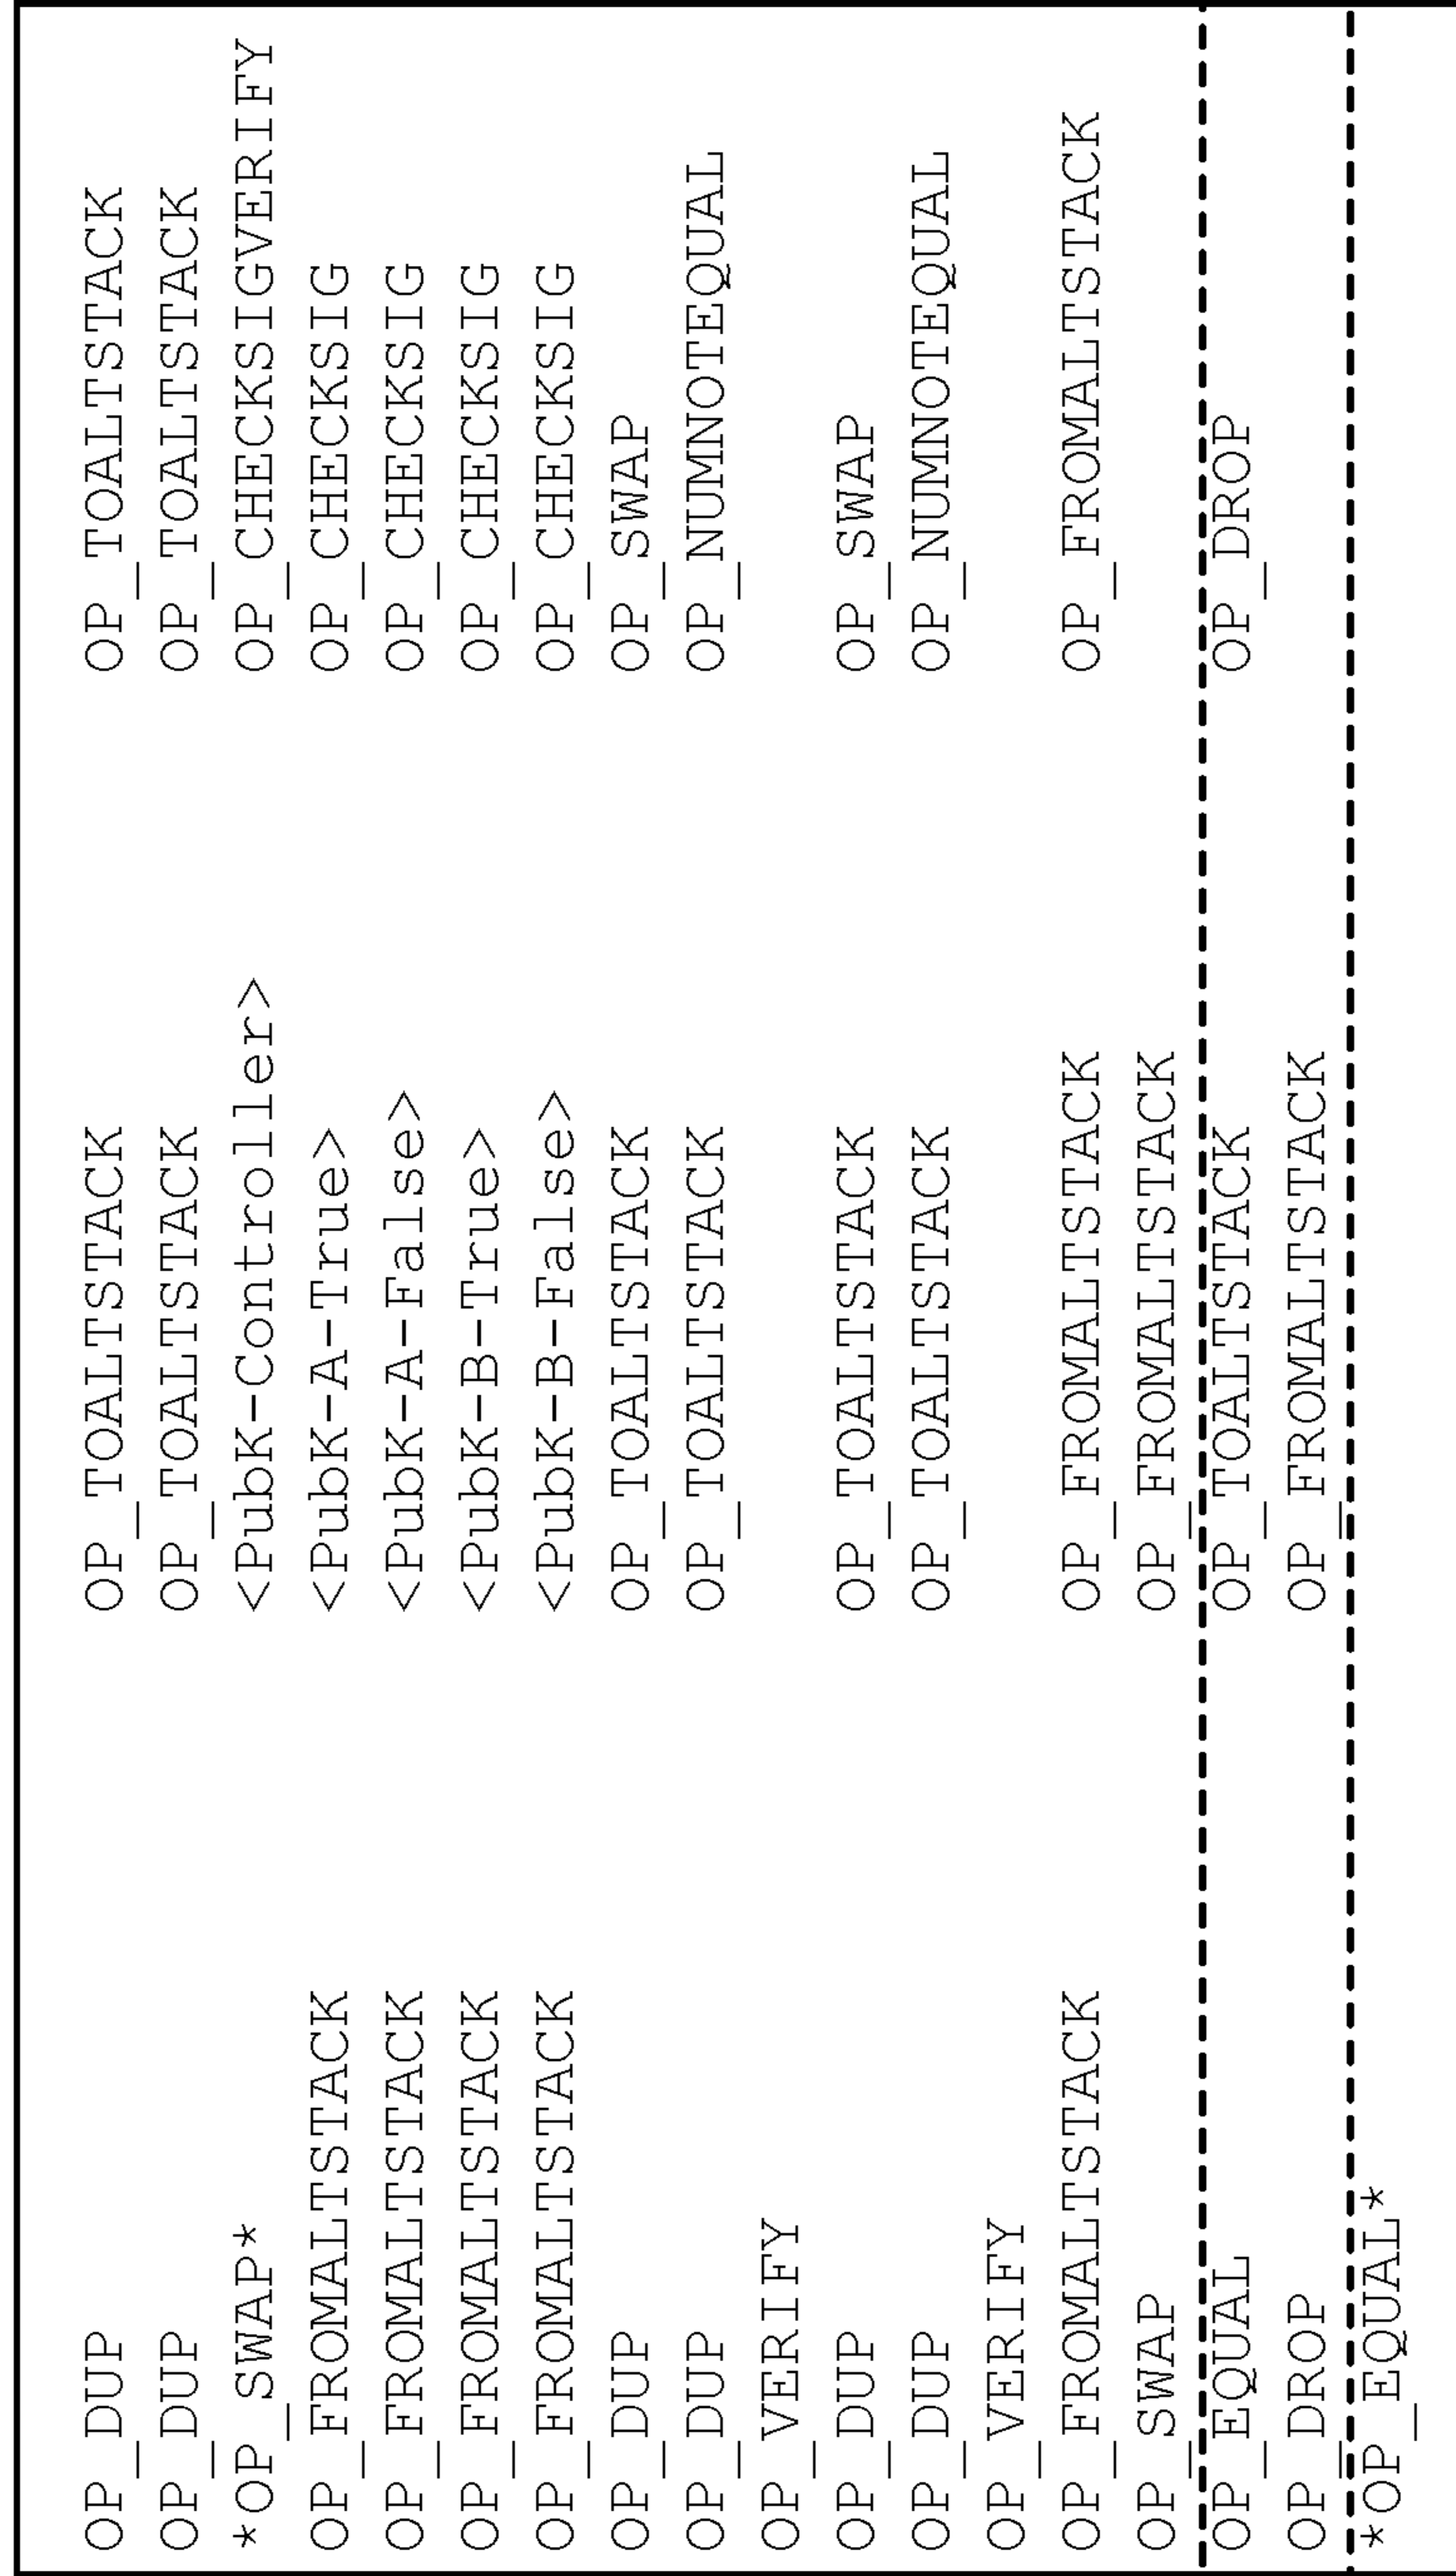 OP_DUP OP_TOALTSTACK OP_TOALTSTACK
OP_DUP OP_TOALTSTACK OP_TOALTSTACK
*OP_SWAP* <PubK-Controller> OP_CHECKSIGVERIFY
OP_FROMALTSTACK <PubK-A-True> OP_CHECKSIG
OP_FROMALTSTACK <PubK-A-False> OP_CHECKSIG
OP_FROMALTSTACK <PubK-B-True> OP_CHECKSIG
OP_FROMALTSTACK <PubK-B-False> OP_CHECKSIG
OP_DUP OP_TOALTSTACK OP_SWAP
OP_DUP OP_TOALTSTACK OP_NUMNOTEQUAL
OP_VERIFY
OP_DUP OP_TOALTSTACK OP_SWAP
OP_DUP OP_TOALTSTACK OP_NUMNOTEQUAL
OP_VERIFY
OP_FROMALTSTACK OP_FROMALTSTACK OP_FROMALTSTACK
OP_SWAP OP_FROMALTSTACK
OP_EQUAL OP_TOALTSTACK OP_DROP
OP_DROP OP_FROMALTSTACK
*OP_EQUAL*